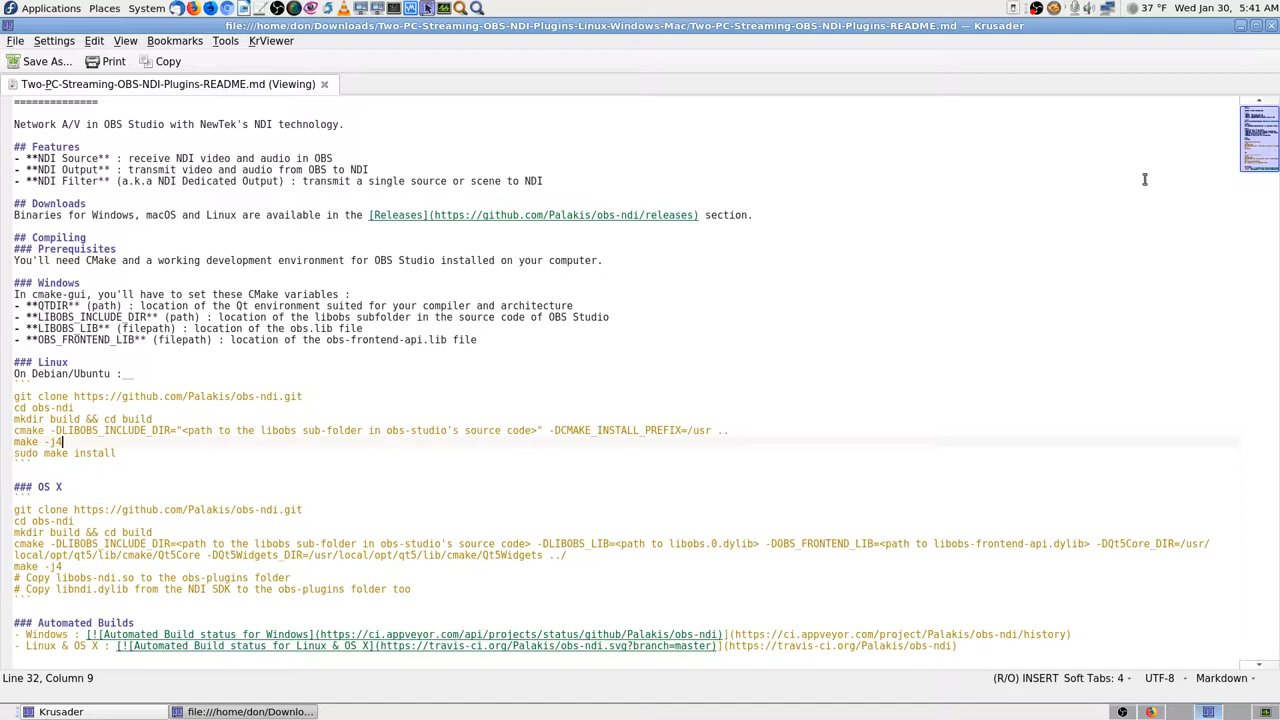 Applications Places System 37 °F Wed Jan 30, 5:41 AM
file:///home/don/Downloads/Two-PC-Streaming-OBS-NDI-Plugins-Linux-Windows-Mac/Two-PC-Streaming-OBS-NDI-Plugins-README.md — Krusader
File Settings Edit View Bookmarks Tools KrViewer
Save As... Print Copy
Two-PC-Streaming-OBS-NDI-Plugins-README.md (Viewing)
==============
Network A/V in OBS Studio with NewTek's NDI technology.
## Features
- **NDI Source** : receive NDI video and audio in OBS
- **NDI Output** : transmit video and audio from OBS to NDI
- **NDI Filter** (a.k.a NDI Dedicated Output) : transmit a single source or scene to NDI
## Downloads
Binaries for Windows, macOS and Linux are available in the [Releases](https://github.com/Palakis/obs-ndi/releases) section.
## Compiling
### Prerequisites
You'll need CMake and a working development environment for OBS Studio installed on your computer.
### Windows
In cmake-gui, you'll have to set these CMake variables :
- **QTDIR** (path) : location of the Qt environment suited for your compiler and architecture
- **LIBOBS_INCLUDE_DIR** (path) : location of the libobs subfolder in the source code of OBS Studio
- **LIBOBS_LIB** (filepath) : location of the obs.lib file
- **OBS_FRONTEND_LIB** (filepath) : location of the obs-frontend-api.lib file
### Linux
On Debian/Ubuntu :__
```
git clone https://github.com/Palakis/obs-ndi.git
cd obs-ndi
mkdir build && cd build
cmake -DLIBOBS_INCLUDE_DIR="<path to the libobs sub-folder in obs-studio's source code>" -DCMAKE_INSTALL_PREFIX=/usr ..
make -j4
sudo make install
```
### OS X
```
git clone https://github.com/Palakis/obs-ndi.git
cd obs-ndi
mkdir build && cd build
cmake -DLIBOBS_INCLUDE_DIR=<path to the libobs sub-folder in obs-studio's source code> -DLIBOBS_LIB=<path to libobs.0.dylib> -DOBS_FRONTEND_LIB=<path to libobs-frontend-api.dylib> -DQt5Core_DIR=/usr/
local/opt/qt5/lib/cmake/Qt5Core -DQt5Widgets_DIR=/usr/local/opt/qt5/lib/cmake/Qt5Widgets ../
make -j4
# Copy libobs-ndi.so to the obs-plugins folder
# Copy libndi.dylib from the NDI SDK to the obs-plugins folder too
```
### Automated Builds
- Windows : [![Automated Build status for Windows](https://ci.appveyor.com/api/projects/status/github/Palakis/obs-ndi)](https://ci.appveyor.com/project/Palakis/obs-ndi/history)
- Linux & OS X : [![Automated Build status for Linux & OS X](https://travis-ci.org/Palakis/obs-ndi.svg?branch=master)](https://travis-ci.org/Palakis/obs-ndi)
Line 32, Column 9 (R/O) INSERT Soft Tabs: 4 UTF-8 Markdown
Krusader file:///home/don/Downlo...